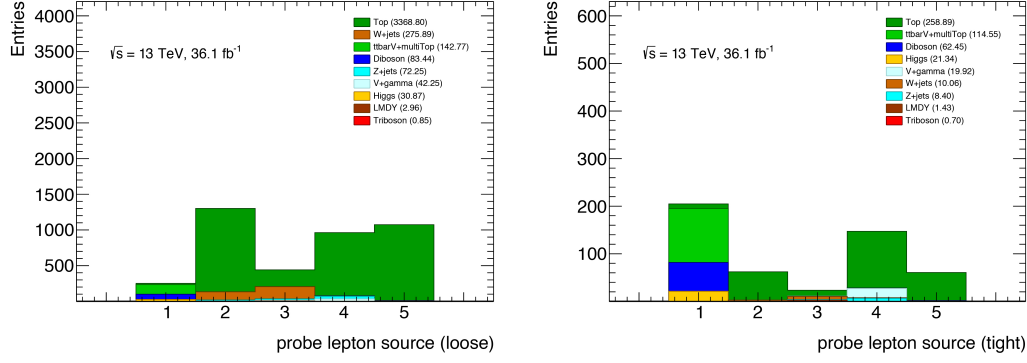 Entries
4000
3500
3000
2500
2000
1500
1000
500
√s = 13 TeV, 36.1 fb-1
Top (3368.80)
W+jets (275.89)
ttbarV+multiTop (142.77)
Diboson (83.44)
Z+jets (72.25)
V+gamma (42.25)
Higgs (30.87)
LMDY (2.96)
Triboson (0.85)
1 2 3 4 5
probe lepton source (loose)
Entries
600
500
400
300
200
100
√s = 13 TeV, 36.1 fb-1
Top (258.89)
ttbarV+multiTop (114.55)
Diboson (62.45)
Higgs (21.34)
V+gamma (19.92)
W+jets (10.06)
Z+jets (8.40)
LMDY (1.43)
Triboson (0.70)
1 2 3 4 5
probe lepton source (tight)